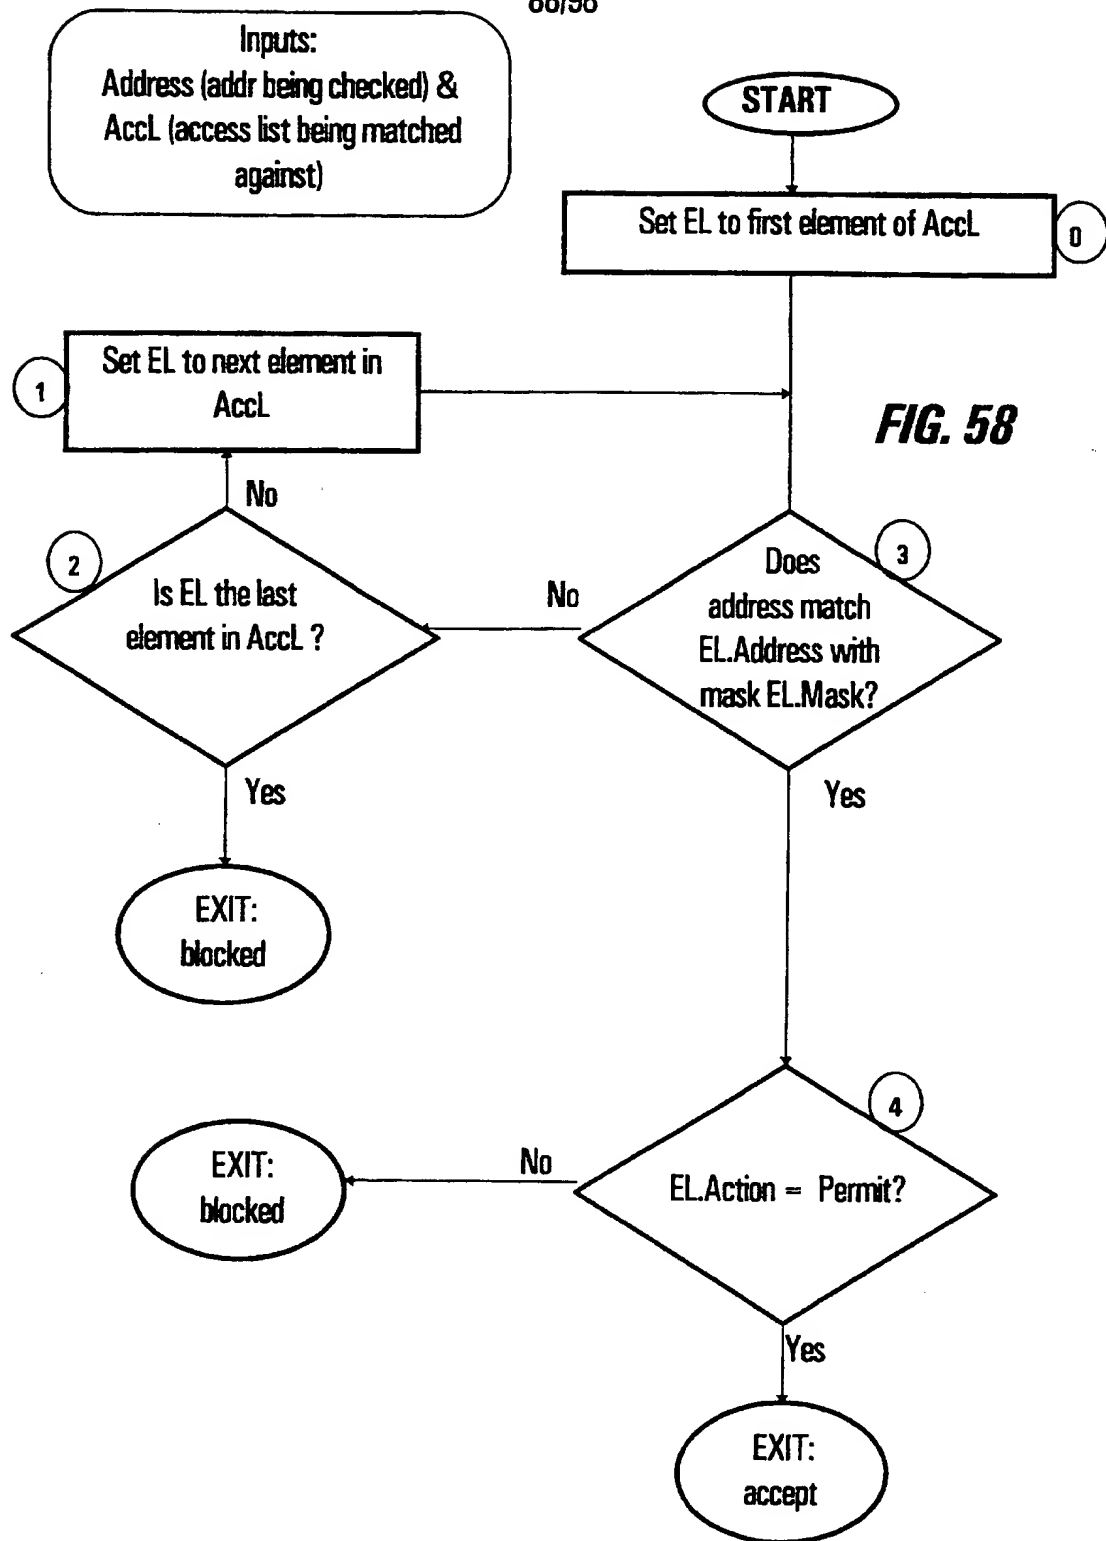 Inputs:
Address (addr being checked) &
AccL (access list being matched
against)
START
Set EL to first element of AccL
0
Set EL to next element in
AccL
1
FIG. 58
No
2
Is EL the last
element in AccL ?
No
3
Does
address match
EL.Address with
mask EL.Mask?
Yes
Yes
EXIT:
blocked
4
EXIT:
blocked
No
EL.Action = Permit?
Yes
EXIT:
accept